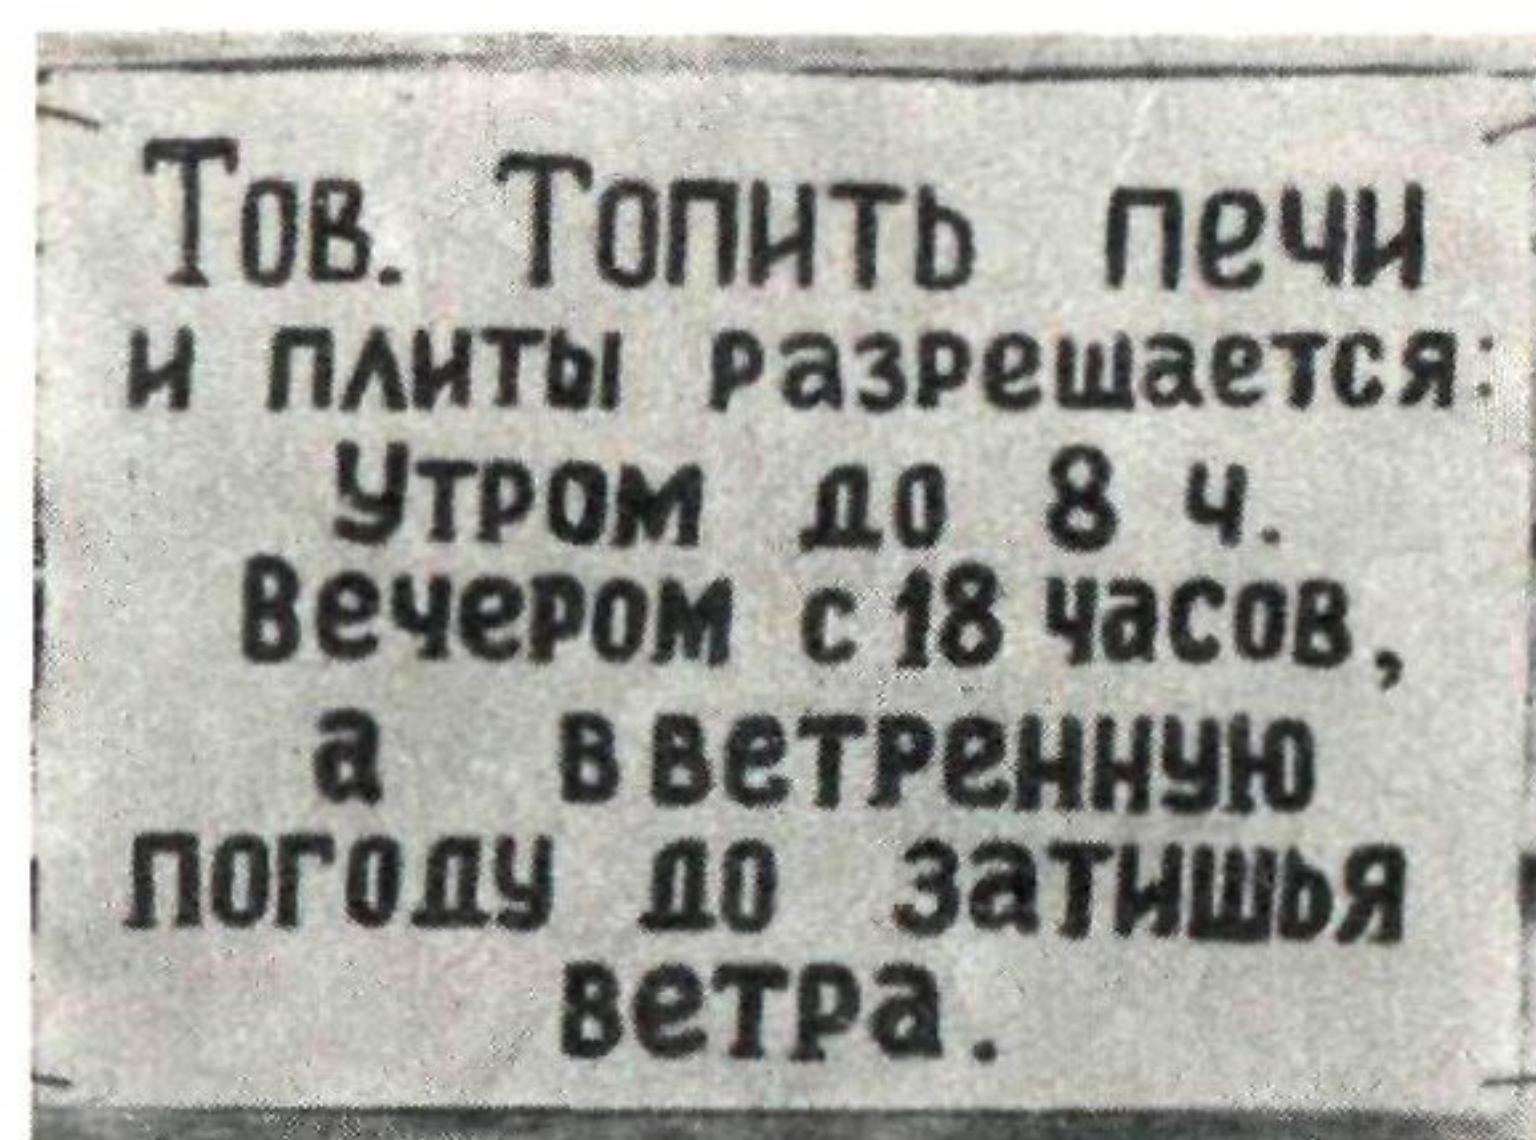 Тов. Топить печи
и плиты разрешается:
Утром до 8 ч.
Вечером с 18 часов,
а в ветренную
погоду до затишья
ветра.